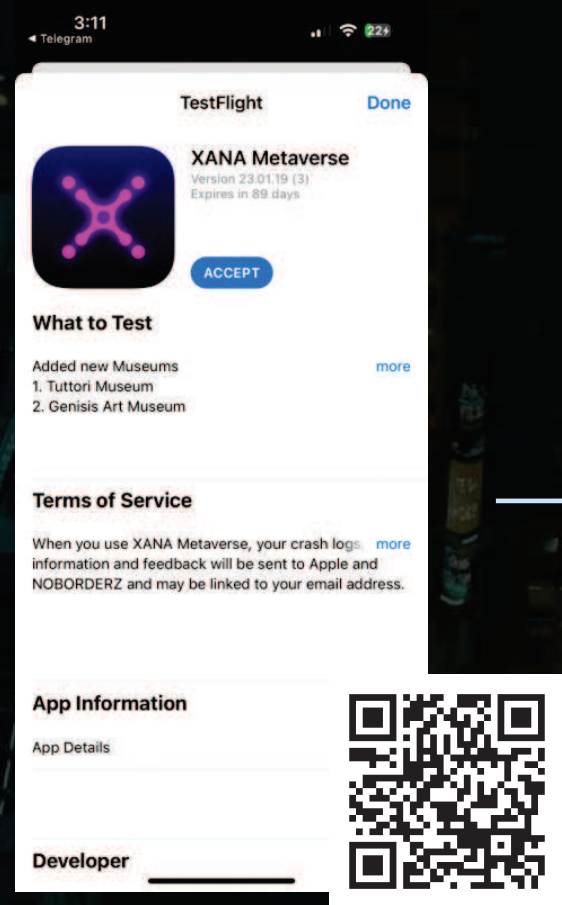 3:11
◀ Telegram
22
TestFlight
Done
XANA Metaverse
Version 23.01.19 (3)
Expires in 89 days
ACCEPT
What to Test
Added new Museums
more
1. Tuttori Museum
2. Genisis Art Museum
Terms of Service
When you use XANA Metaverse, your crash logs, more
information and feedback will be sent to Apple and
NOBORDERZ and may be linked to your email address.
App Information
App Details
Developer